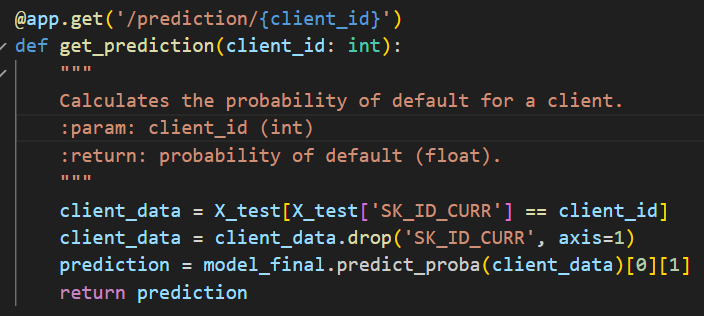 @app.get('/prediction/{client_id}')
def get_prediction(client_id: int):
    """
    Calculates the probability of default for a client.
    :param: client_id (int)
    :return: probability of default (float).
    """
    client_data = X_test[X_test['SK_ID_CURR'] == client_id]
    client_data = client_data.drop('SK_ID_CURR', axis=1)
    prediction = model_final.predict_proba(client_data)[0][1]
    return prediction